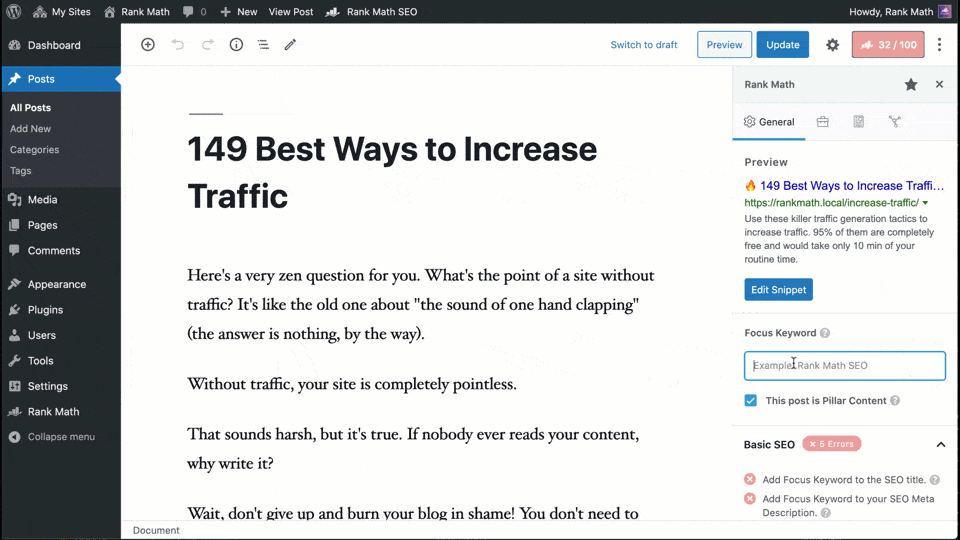 My Sites Rank Math 0 + New View Post Rank Math SEO Howdy, Rank Math
Dashboard
Posts
All Posts
Add New
Categories
Tags
Media
Pages
Comments
Appearance
Plugins
Users
Tools
Settings
Rank Math
Collapse menu
Switch to draft Preview Update 32 / 100
149 Best Ways to Increase
Traffic
Here's a very zen question for you. What's the point of a site without
traffic? It's like the old one about "the sound of one hand clapping"
(the answer is nothing, by the way).
Without traffic, your site is completely pointless.
That sounds harsh, but it's true. If nobody ever reads your content,
why write it?
Wait, don't give up and burn your blog in shame! You don't need to
Document
Rank Math
General
Preview
🔥 149 Best Ways to Increase Traffi...
https://rankmath.local/increase-traffic/
Use these killer traffic generation tactics to
increase traffic. 95% of them are completely
free and would take only 10 min of your
routine time.
Edit Snippet
Focus Keyword ?
Example: Rank Math SEO
This post is Pillar Content ?
Basic SEO × 5 Errors
Add Focus Keyword to the SEO title. ?
Add Focus Keyword to your SEO Meta
Description. ?